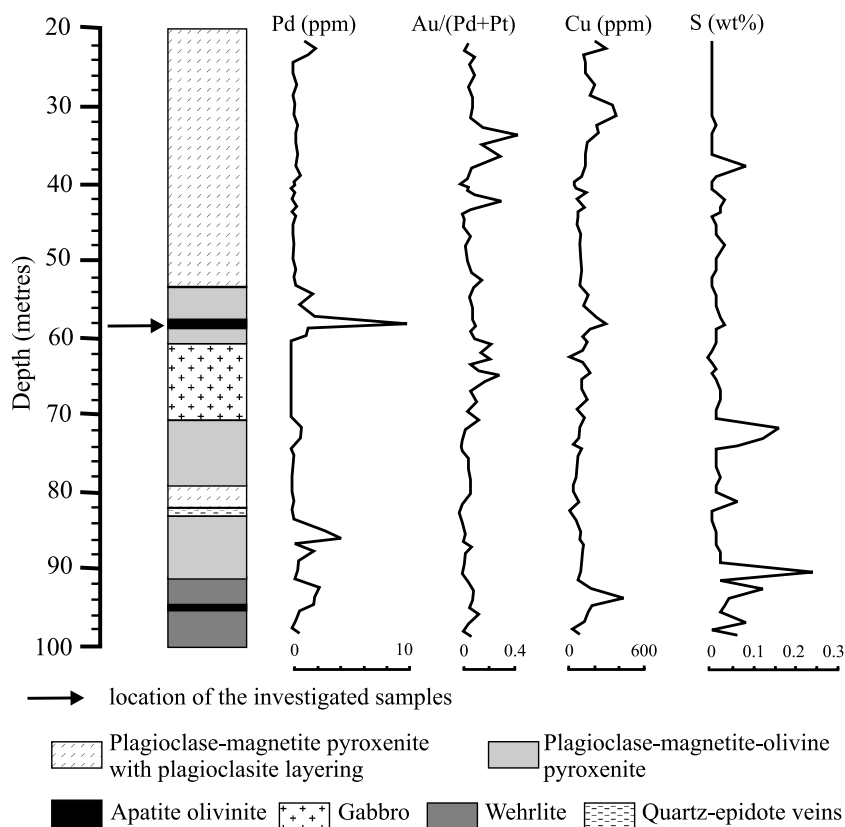 Pd (ppm) Au/(Pd+Pt) Cu (ppm) S (wt%)
20
30
40
50
60
70
80
90
100
Depth (metres)
0 10 0 0.4 0 600 0 0.1 0.2 0.3
location of the investigated samples
Plagioclase-magnetite pyroxenite
with plagioclasite layering
Plagioclase-magnetite-olivine
pyroxenite
Apatite olivinite Gabbro Wehrlite Quartz-epidote veins